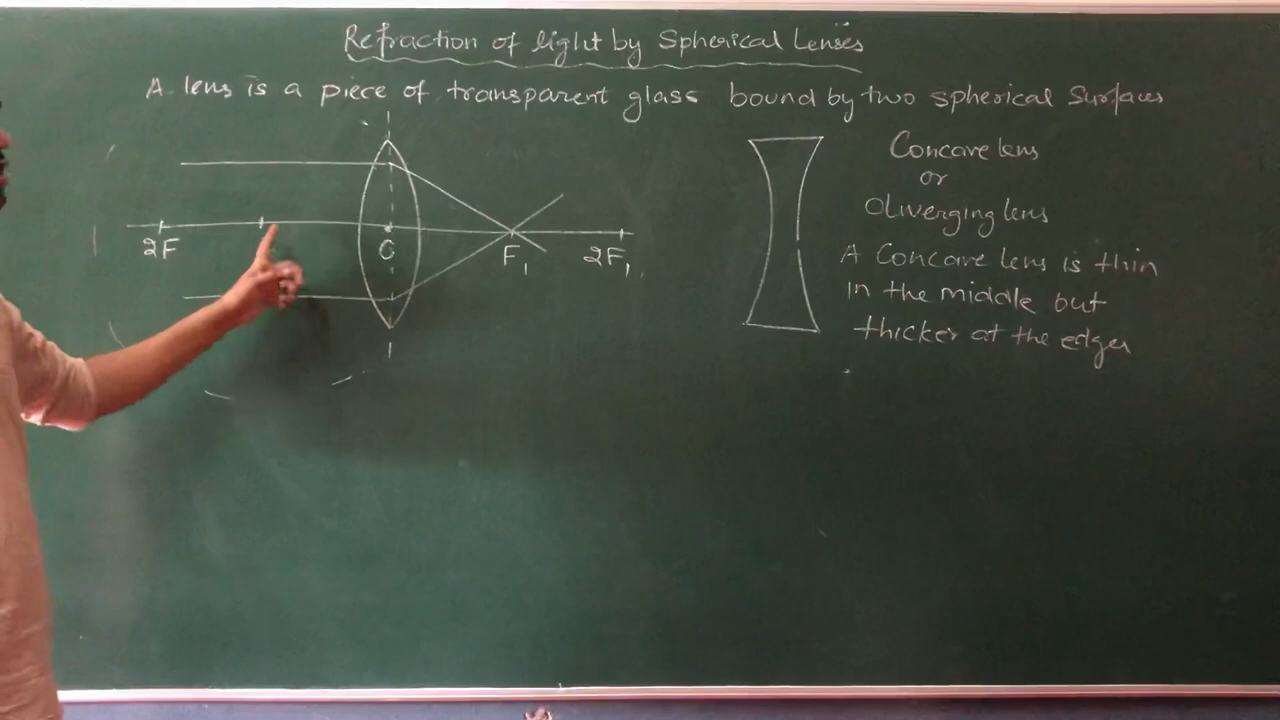 Refraction of light by Spherical Lenses
A lens is a piece of transparent glass bound by two spherical Surfaces
2F
O
F1
2F1
Concave lens
or
Diverging lens
A Concave lens is thin
in the middle but
thicker at the edges